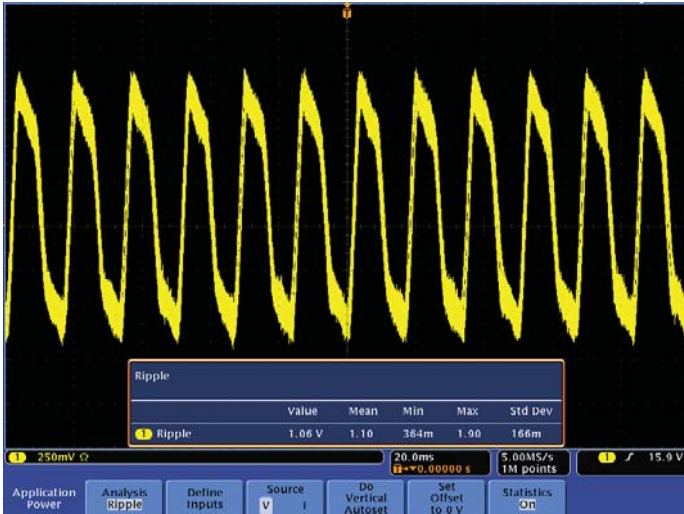 T
Ripple
Value Mean Min Max Std Dev
1 Ripple 1.06 V 1.10 364m 1.90 166m
1 250mV Ω
20.0ms
T→▼0.00000 s
5.00MS/s
1M points
1 ƒ 15.9 V
Application
Power
Analysis
Ripple
Define
Inputs
Source
V I
Do
Vertical
Autoset
Set
Offset
to 0 V
Statistics
On